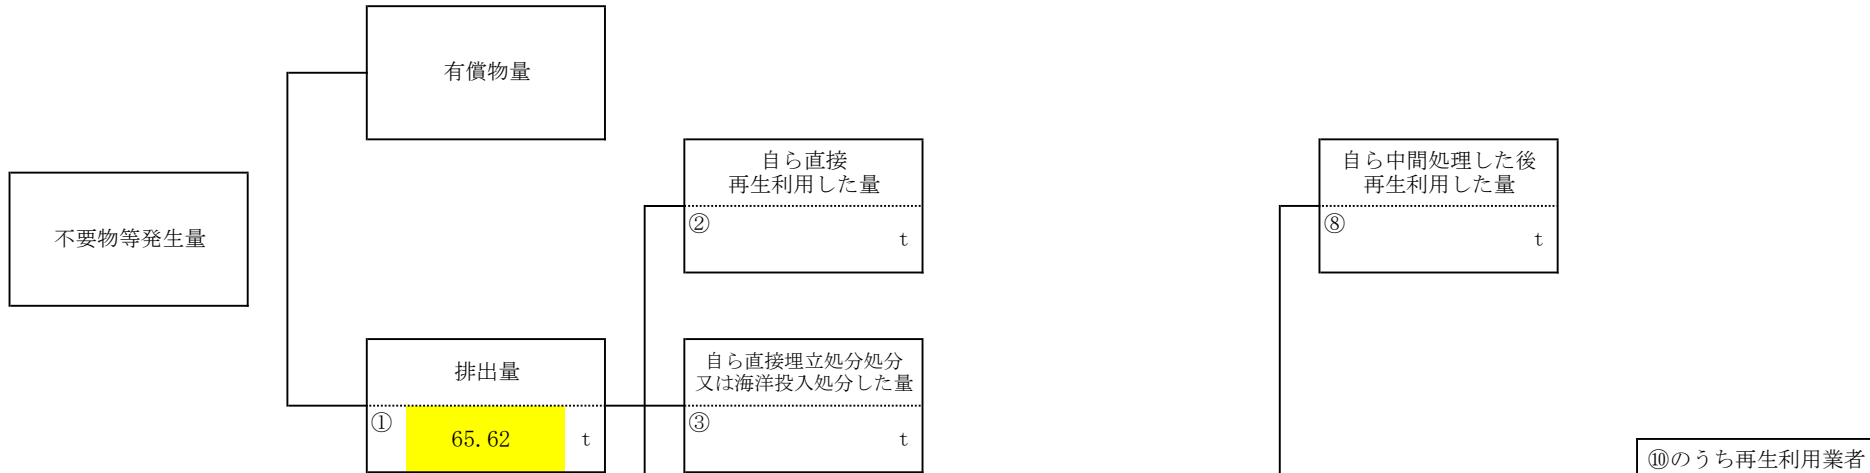 有償物量
自ら直接
再生利用した量
②
t
自ら中間処理した後
再生利用した量
⑧
t
不要物等発生量
排出量
①
65.62
t
自ら直接埋立処分処分
又は海洋投入処分した量
③
t
⑩のうち再生利用業者